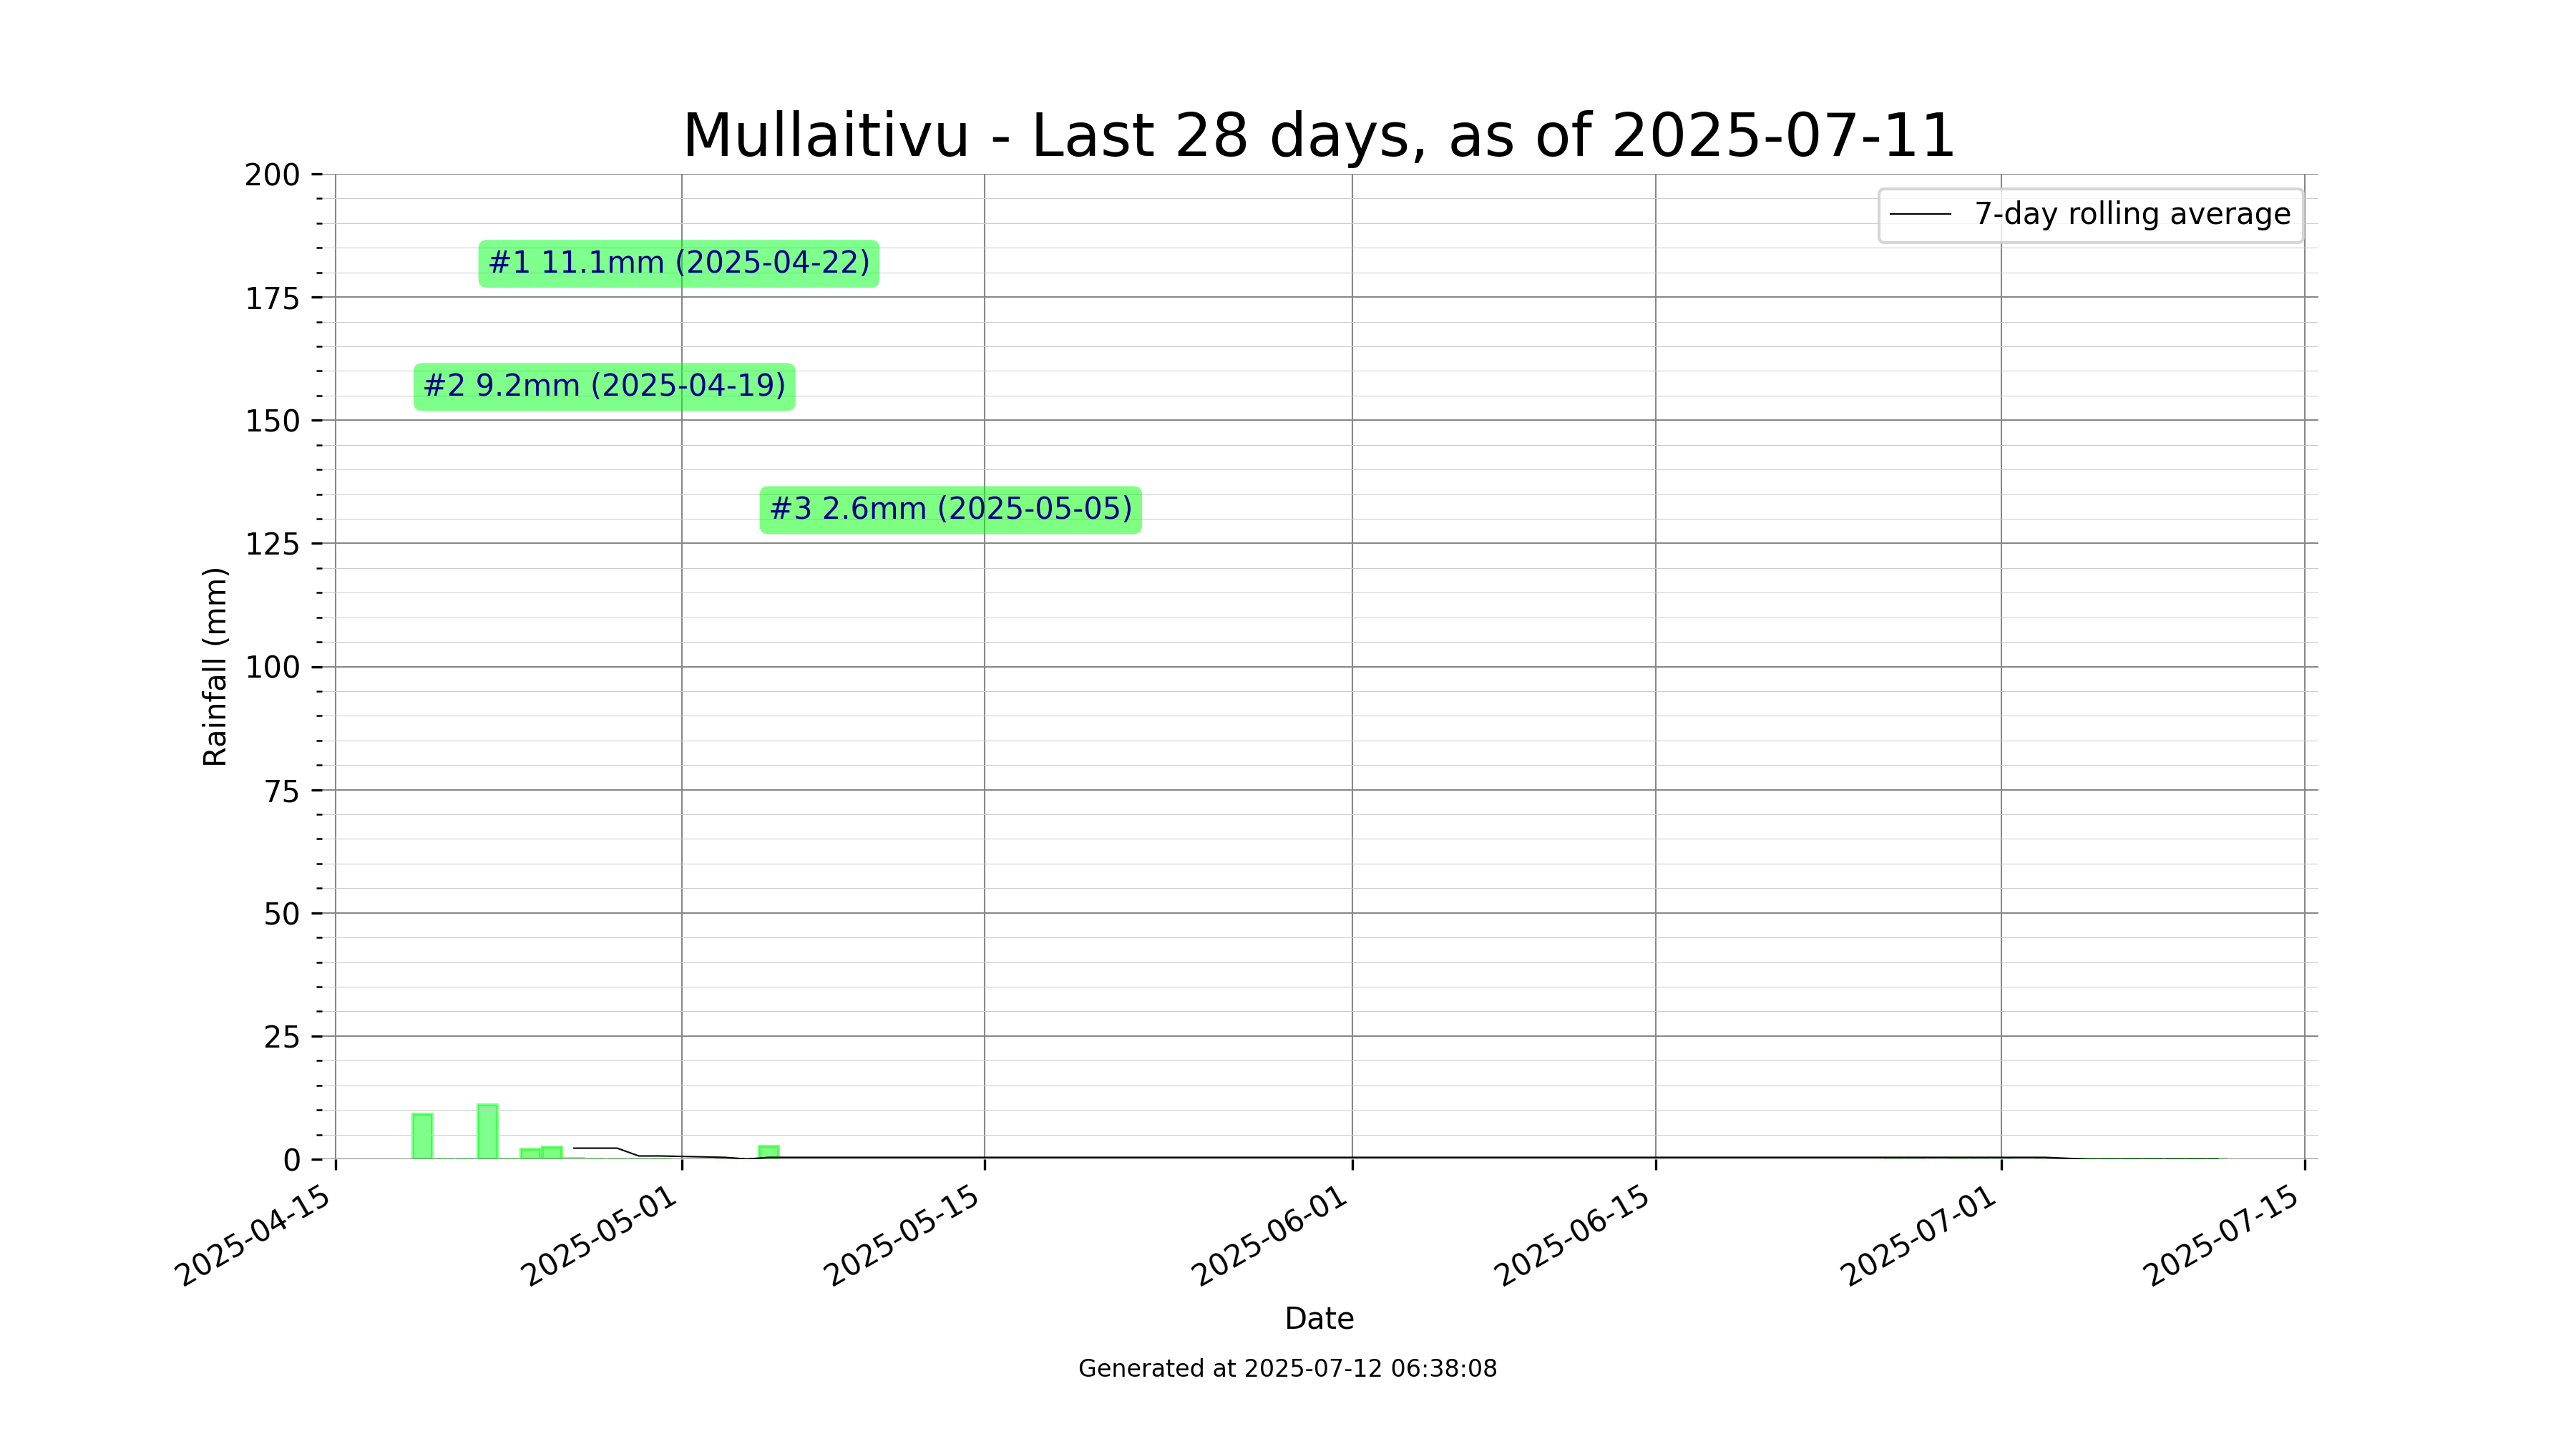 Mullaitivu - Last 28 days, as of 2025-07-11
200
175
150
125
100
75
50
25
0
Rainfall (mm)
7-day rolling average
#1 11.1mm (2025-04-22)
#2 9.2mm (2025-04-19)
#3 2.6mm (2025-05-05)
2025-04-15
2025-05-01
2025-05-15
2025-06-01
2025-06-15
2025-07-01
2025-07-15
Date
Generated at 2025-07-12 06:38:08